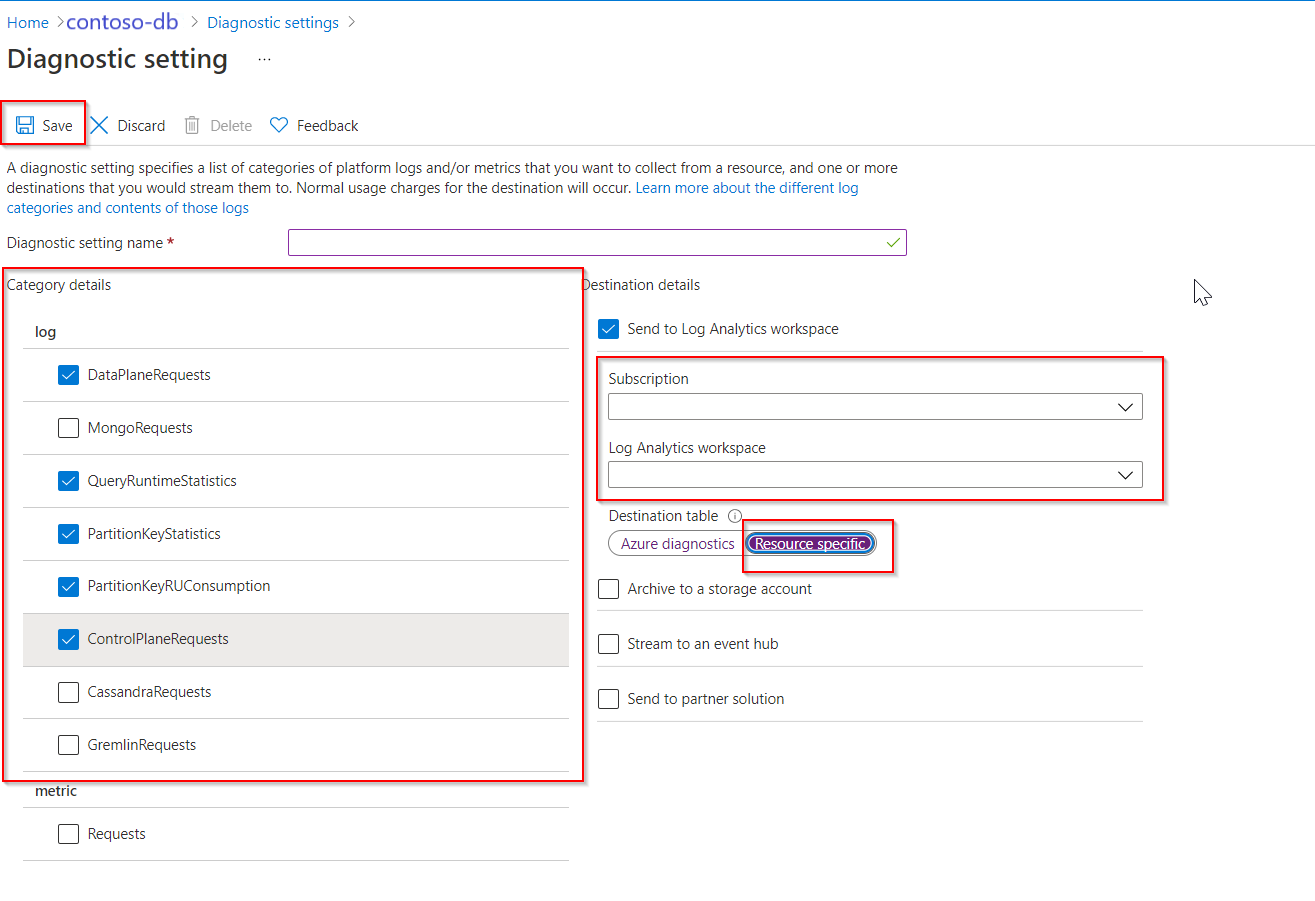 Home > contoso-db > Diagnostic settings >
Diagnostic setting ...
Save Discard Delete Feedback
A diagnostic setting specifies a list of categories of platform logs and/or metrics that you want to collect from a resource, and one or more
destinations that you would stream them to. Normal usage charges for the destination will occur. Learn more about the different log
categories and contents of those logs
Diagnostic setting name *
Category details
log
DataPlaneRequests
MongoRequests
QueryRuntimeStatistics
PartitionKeyStatistics
PartitionKeyRUConsumption
ControlPlaneRequests
CassandraRequests
GremlinRequests
metric
Requests
Destination details
Send to Log Analytics workspace
Subscription
Log Analytics workspace
Destination table
Azure diagnostics Resource specific
Archive to a storage account
Stream to an event hub
Send to partner solution